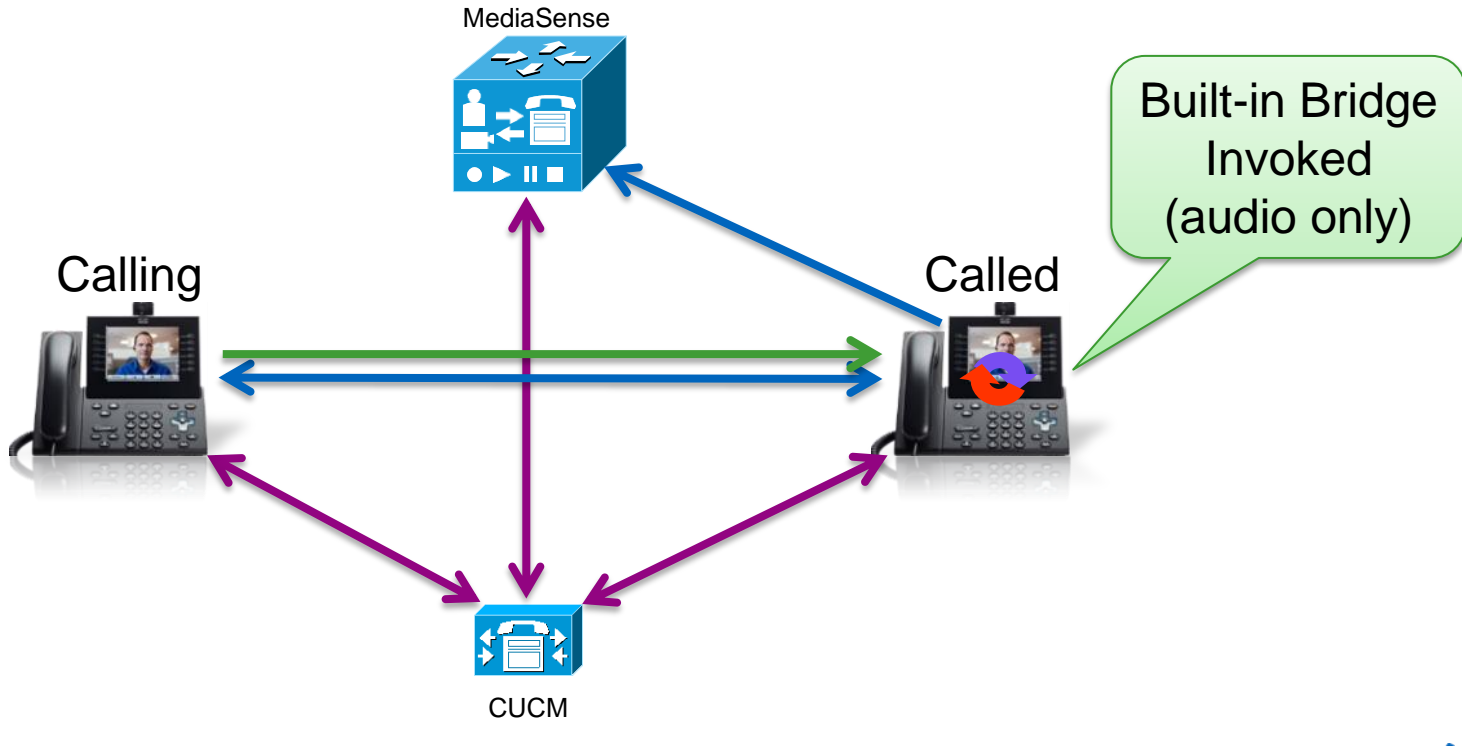 MediaSense
Built-in Bridge
Invoked
(audio only)
Calling
Called
CUCM